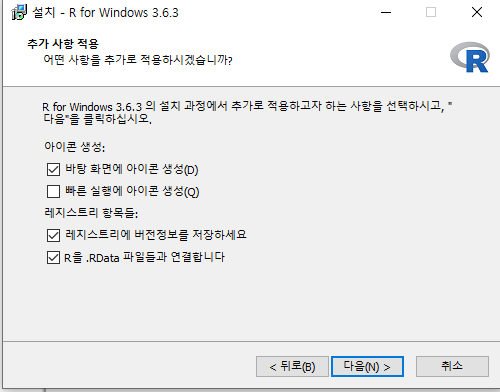 설치 - R for Windows 3.6.3
추가 사항 적용
어떤 사항을 추가로 적용하시겠습니까?
R
R for Windows 3.6.3 의 설치 과정에서 추가로 적용하고자 하는 사항을 선택하시고, "
다음"을 클릭하십시오.
아이콘 생성:
바탕 화면에 아이콘 생성(D)
빠른 실행에 아이콘 생성(Q)
레지스트리 항목들:
레지스트리에 버전정보를 저장하세요
R을 .RData 파일들과 연결합니다
< 뒤로(B) 다음(N) > 취소